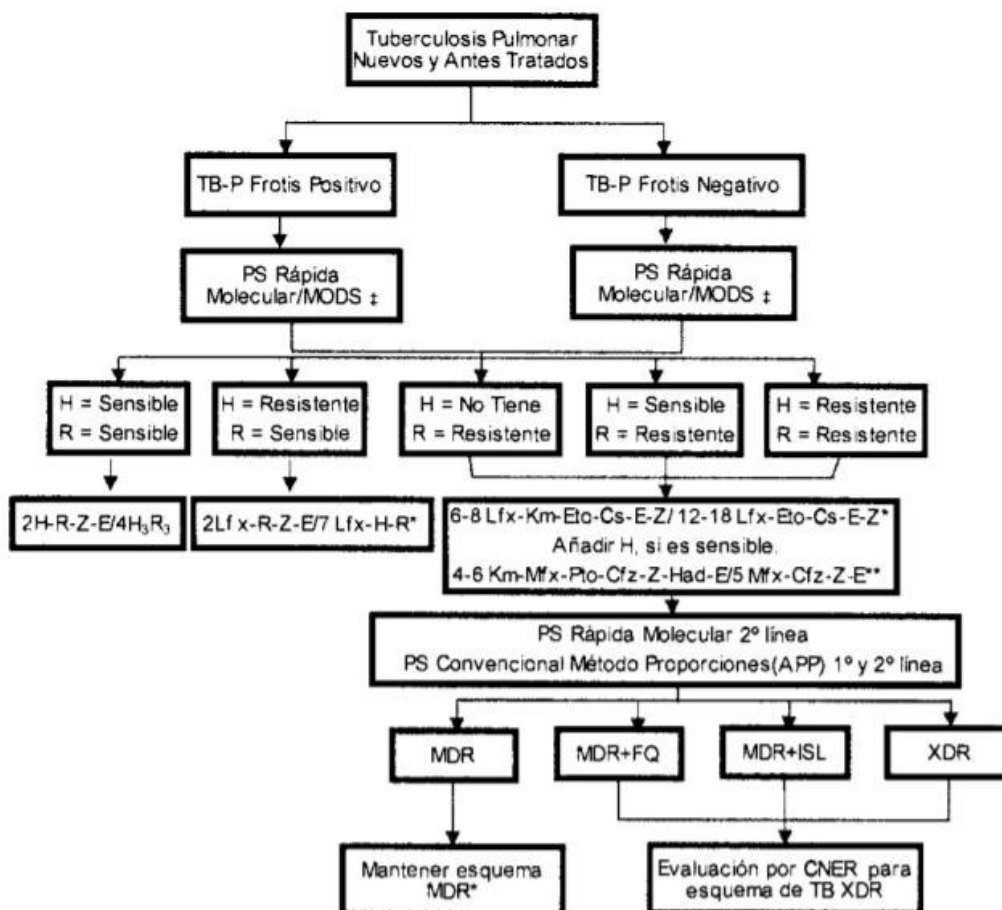 Tuberculosis Pulmonar
Nuevos y Antes Tratados
TB-P Frotis Positivo
TB-P Frotis Negativo
PS Rápida
Molecular/MODS ‡
PS Rápida
Molecular/MODS ‡
H = Sensible
R = Sensible
H = Resistente
R = Sensible
H = No Tiene
R = Resistente
H = Sensible
R = Resistente
H = Resistente
R = Resistente
2H-R-Z-E/4H₃R₃
2Lfx-R-Z-E/7 Lfx-H-R*
6-8 Lfx-Km-Eto-Cs-E-Z/ 12-18 Lfx-Eto-Cs-E-Z*
Añadir H, si es sensible.
4-6 Km-Mfx-Pto-Cfz-Z-Had-E/5 Mfx-Cfz-Z-E**
PS Rápida Molecular 2º línea
PS Convencional Método Proporciones(APP) 1º y 2º línea
MDR
MDR+FQ
MDR+ISL
XDR
Mantener esquema
MDR*
Evaluación por CNER para
esquema de TB XDR